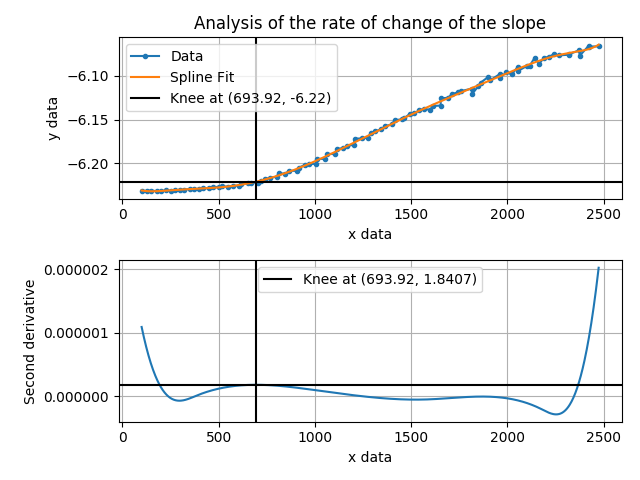 Analysis of the rate of change of the slope
Data
Spline Fit
Knee at (693.92, -6.22)
−6.10
−6.15
−6.20
y data
0
500
1000
1500
2000
2500
x data
Knee at (693.92, 1.8407)
0.000002
0.000001
0.000000
Second derivative
0
500
1000
1500
2000
2500
x data